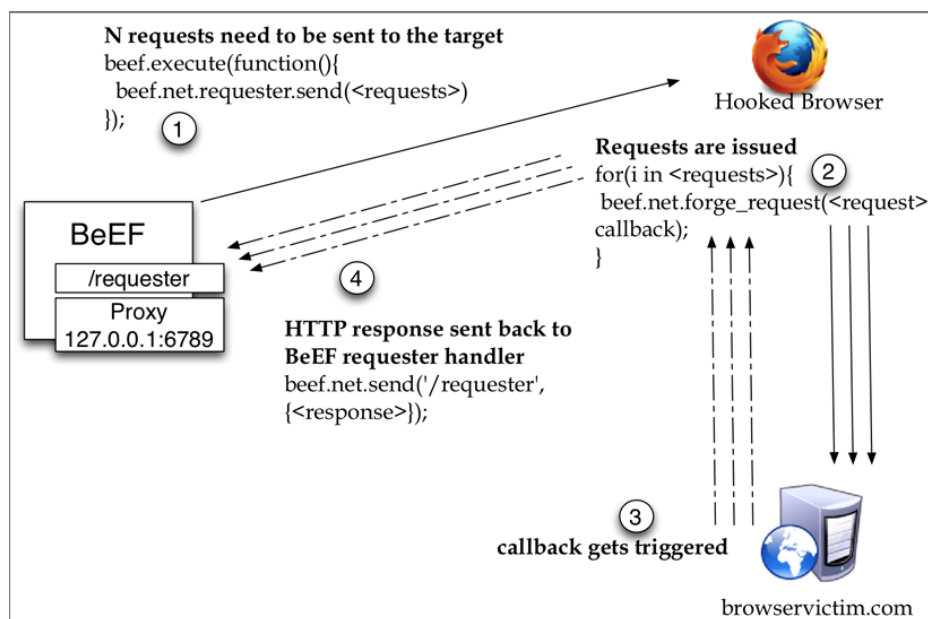 N requests need to be sent to the target
beef.execute(function(){
beef.net.requester.send(<requests>)
});
1
Hooked Browser
Requests are issued
for(i in <requests>){
2
beef.net.forge_request(<request>
callback);
}
BeEF
/requester
Proxy
127.0.0.1:6789
4
HTTP response sent back to
BeEF requester handler
beef.net.send('/requester',
{<response>});
3
callback gets triggered
browservictim.com